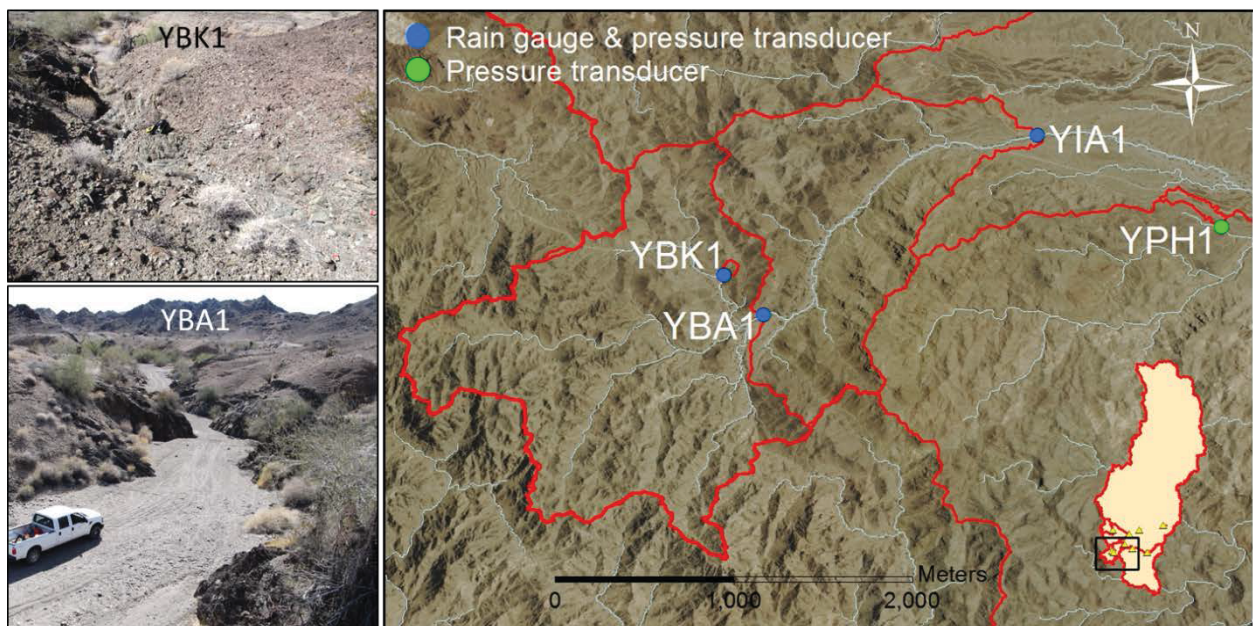 YBK1
YBA1
Rain gauge & pressure transducer
Pressure transducer
N
YIA1
YPH1
YBK1
YBA1
Meters
0 1,000 2,000